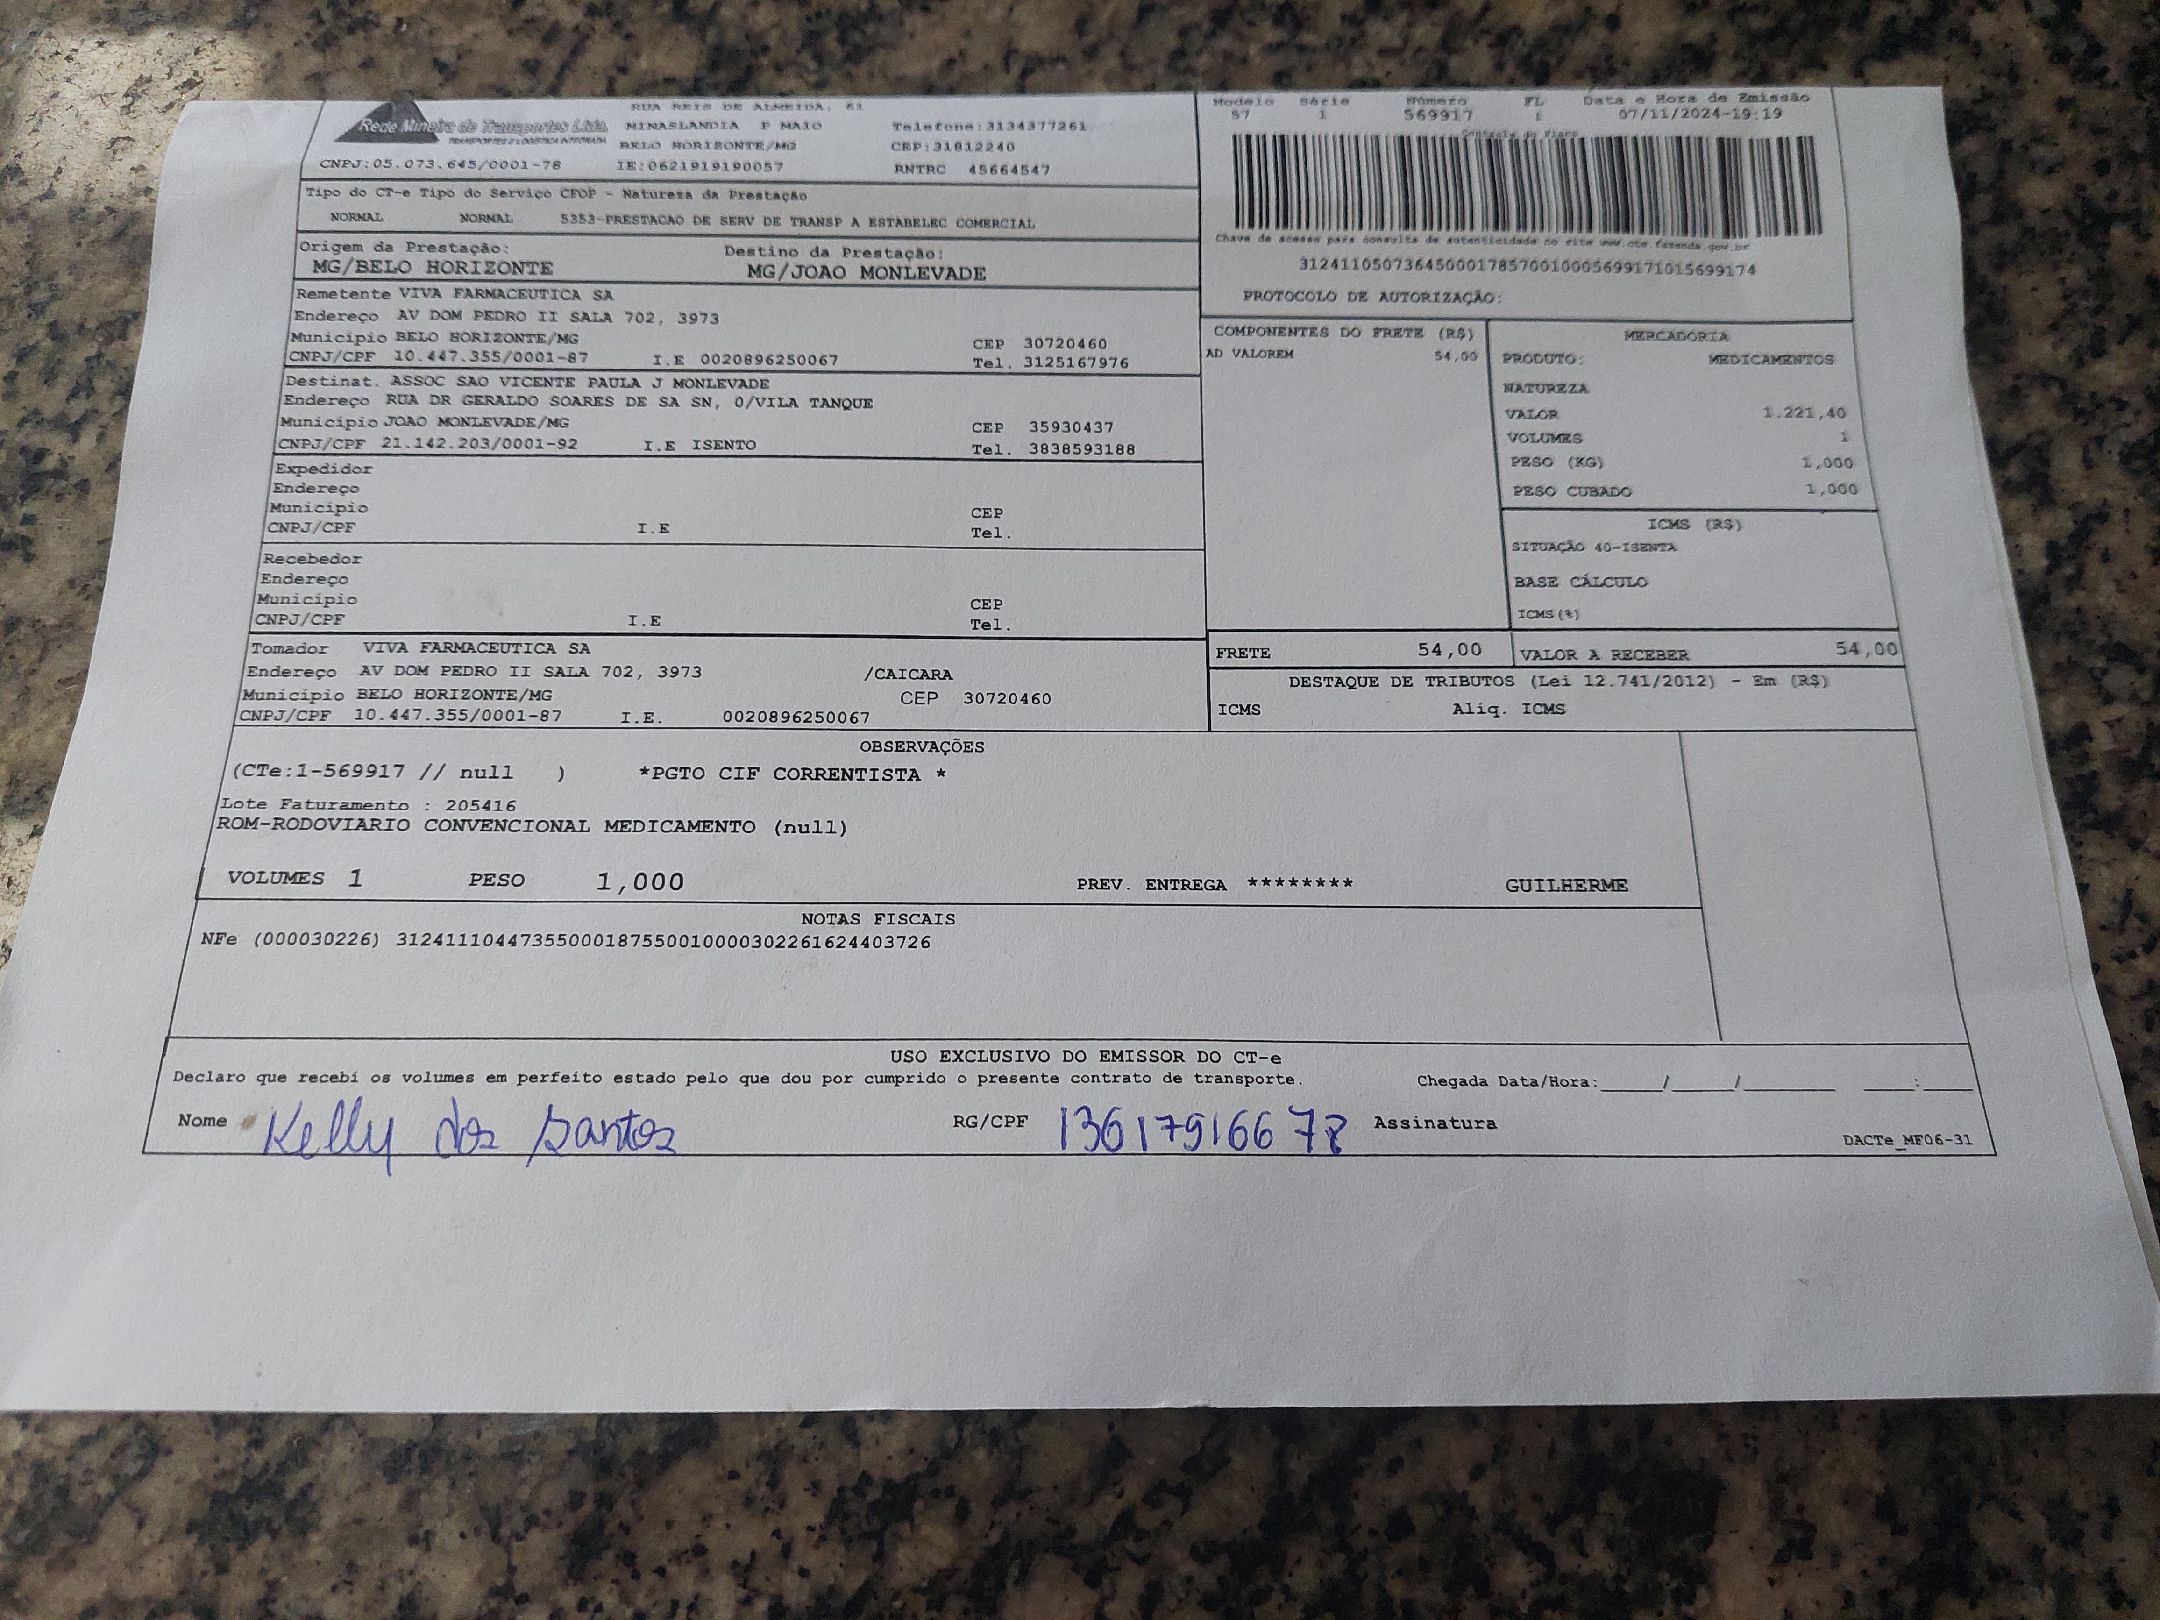 Rede Mineira de Transportes Ltda.
TRANSPORTES E LOGISTICA INTEGRADA
RUA REIS DE ALMEIDA, 61
MINASLANDIA P MAIO Telefone:3134377261
BELO HORIZONTE/MG CEP:31812240
CNPJ:05.073.645/0001-78 IE:0621919190057 RNTRC 45664547
Modelo Série Número FL Data e Hora de Emissão
57 1 569917 1 07/11/2024-19:19
Controle do Fisco
Chave de acesso para consulta de autenticidade no site www.cte.fazenda.gov.br
31241105073645000178570010005699171015699174
PROTOCOLO DE AUTORIZAÇÃO:
Tipo do CT-e Tipo do Serviço CFOP - Natureza da Prestação
NORMAL NORMAL 5353-PRESTACAO DE SERV DE TRANSP A ESTABELEC COMERCIAL
Origem da Prestação: Destino da Prestação:
MG/BELO HORIZONTE MG/JOAO MONLEVADE
Remetente VIVA FARMACEUTICA SA
Endereço AV DOM PEDRO II SALA 702, 3973
Município BELO HORIZONTE/MG CEP 30720460
CNPJ/CPF 10.447.355/0001-87 I.E 0020896250067 Tel. 3125167976
Destinat. ASSOC SAO VICENTE PAULA J MONLEVADE
Endereço RUA DR GERALDO SOARES DE SA SN, 0/VILA TANQUE
Município JOAO MONLEVADE/MG CEP 35930437
CNPJ/CPF 21.142.203/0001-92 I.E ISENTO Tel. 3838593188
Expedidor
Endereço
Município CEP
CNPJ/CPF I.E Tel.
Recebedor
Endereço
Município CEP
CNPJ/CPF I.E Tel.
Tomador VIVA FARMACEUTICA SA
Endereço AV DOM PEDRO II SALA 702, 3973 /CAICARA
Município BELO HORIZONTE/MG CEP 30720460
CNPJ/CPF 10.447.355/0001-87 I.E. 0020896250067
COMPONENTES DO FRETE (R$)
AD VALOREM 54,00
MERCADORIA
PRODUTO: MEDICAMENTOS
NATUREZA
VALOR 1.221,40
VOLUMES 1
PESO (KG) 1,000
PESO CUBADO 1,000
ICMS (R$)
SITUAÇÃO 40-ISENTA
BASE CÁLCULO
ICMS(%)
FRETE 54,00 VALOR A RECEBER 54,00
DESTAQUE DE TRIBUTOS (Lei 12.741/2012) - Em (R$)
ICMS Aliq. ICMS
OBSERVAÇÕES
(CTe:1-569917 // null ) *PGTO CIF CORRENTISTA *
Lote Faturamento : 205416
ROM-RODOVIARIO CONVENCIONAL MEDICAMENTO (null)
VOLUMES 1 PESO 1,000 PREV. ENTREGA ******** GUILHERME
NOTAS FISCAIS
NFe (000030226) 31241110447355000187550010000302261624403726
USO EXCLUSIVO DO EMISSOR DO CT-e
Declaro que recebi os volumes em perfeito estado pelo que dou por cumprido o presente contrato de transporte. Chegada Data/Hora:_____/_____/_______ ____:____
Nome Kelly dos Santos RG/CPF 13617916678 Assinatura
DACTe_MF06-31